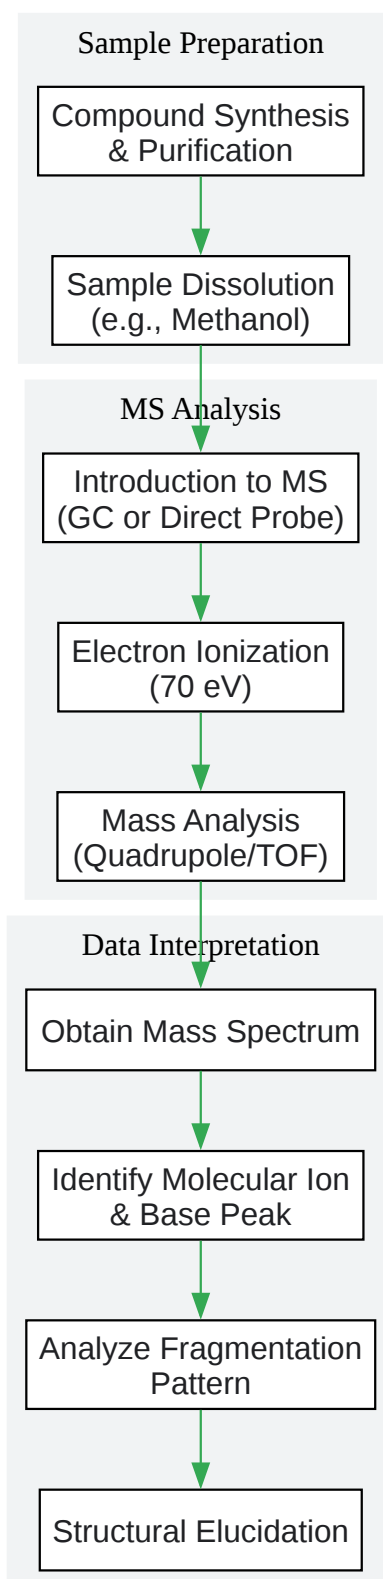 Sample Preparation
Compound Synthesis
& Purification
Sample Dissolution
(e.g., Methanol)
MS Analysis
Introduction to MS
(GC or Direct Probe)
Electron Ionization
(70 eV)
Mass Analysis
(Quadrupole/TOF)
Data Interpretation
Obtain Mass Spectrum
Identify Molecular Ion
& Base Peak
Analyze Fragmentation
Pattern
Structural Elucidation